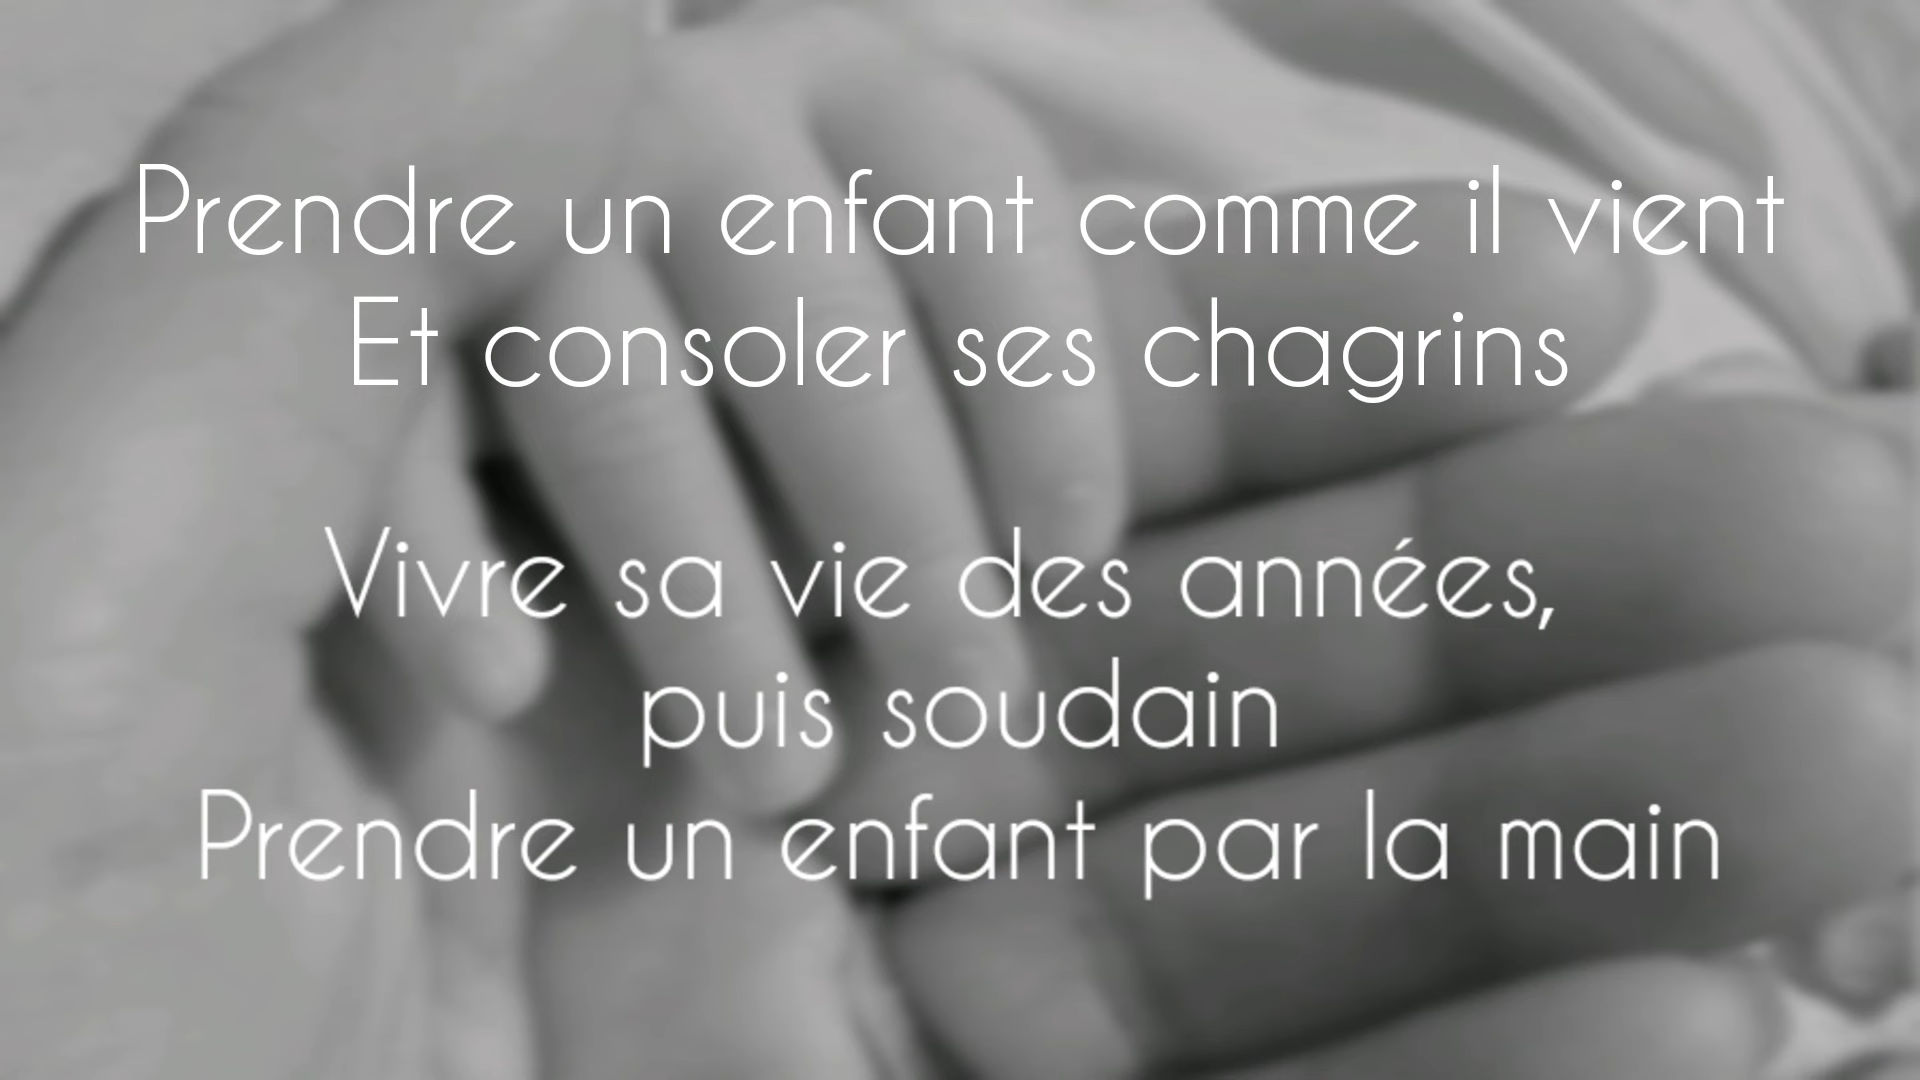 Prendre un enfant comme il vient
Et consoler ses chagrins
Vivre sa vie des années,
puis soudain
Prendre un enfant par la main